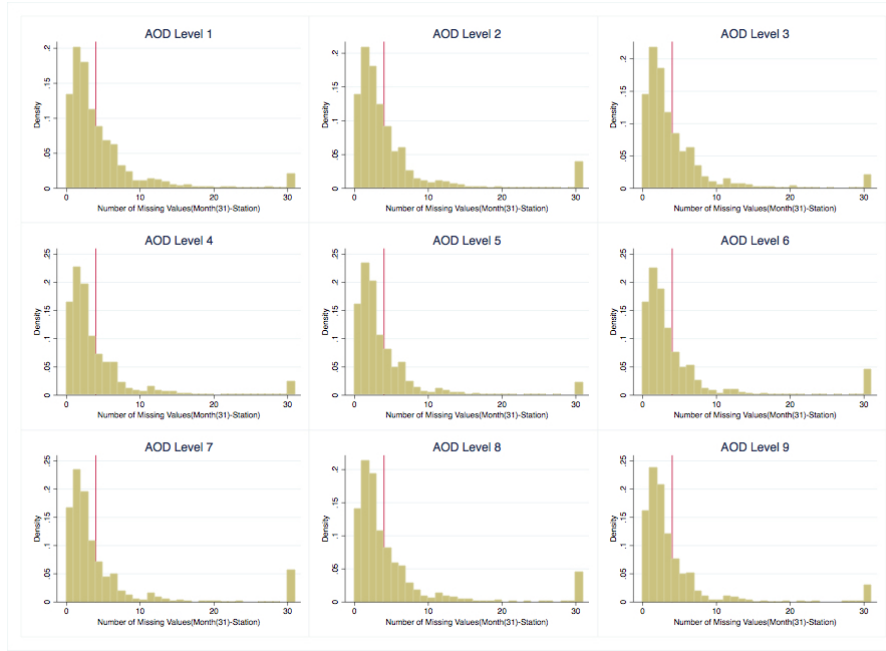 AOD Level 1
Density
0 .05 .1 .15 .2
0 10 20 30
Number of Missing Values(Month(31)-Station)
AOD Level 2
Density
0 .05 .1 .15 .2
0 10 20 30
Number of Missing Values(Month(31)-Station)
AOD Level 3
Density
0 .05 .1 .15 .2
0 10 20 30
Number of Missing Values(Month(31)-Station)
AOD Level 4
Density
0 .05 .1 .15 .2 .25
0 10 20 30
Number of Missing Values(Month(31)-Station)
AOD Level 5
Density
0 .05 .1 .15 .2 .25
0 10 20 30
Number of Missing Values(Month(31)-Station)
AOD Level 6
Density
0 .05 .1 .15 .2 .25
0 10 20 30
Number of Missing Values(Month(31)-Station)
AOD Level 7
Density
0 .05 .1 .15 .2 .25
0 10 20 30
Number of Missing Values(Month(31)-Station)
AOD Level 8
Density
0 .05 .1 .15 .2
0 10 20 30
Number of Missing Values(Month(31)-Station)
AOD Level 9
Density
0 .05 .1 .15 .2 .25
0 10 20 30
Number of Missing Values(Month(31)-Station)